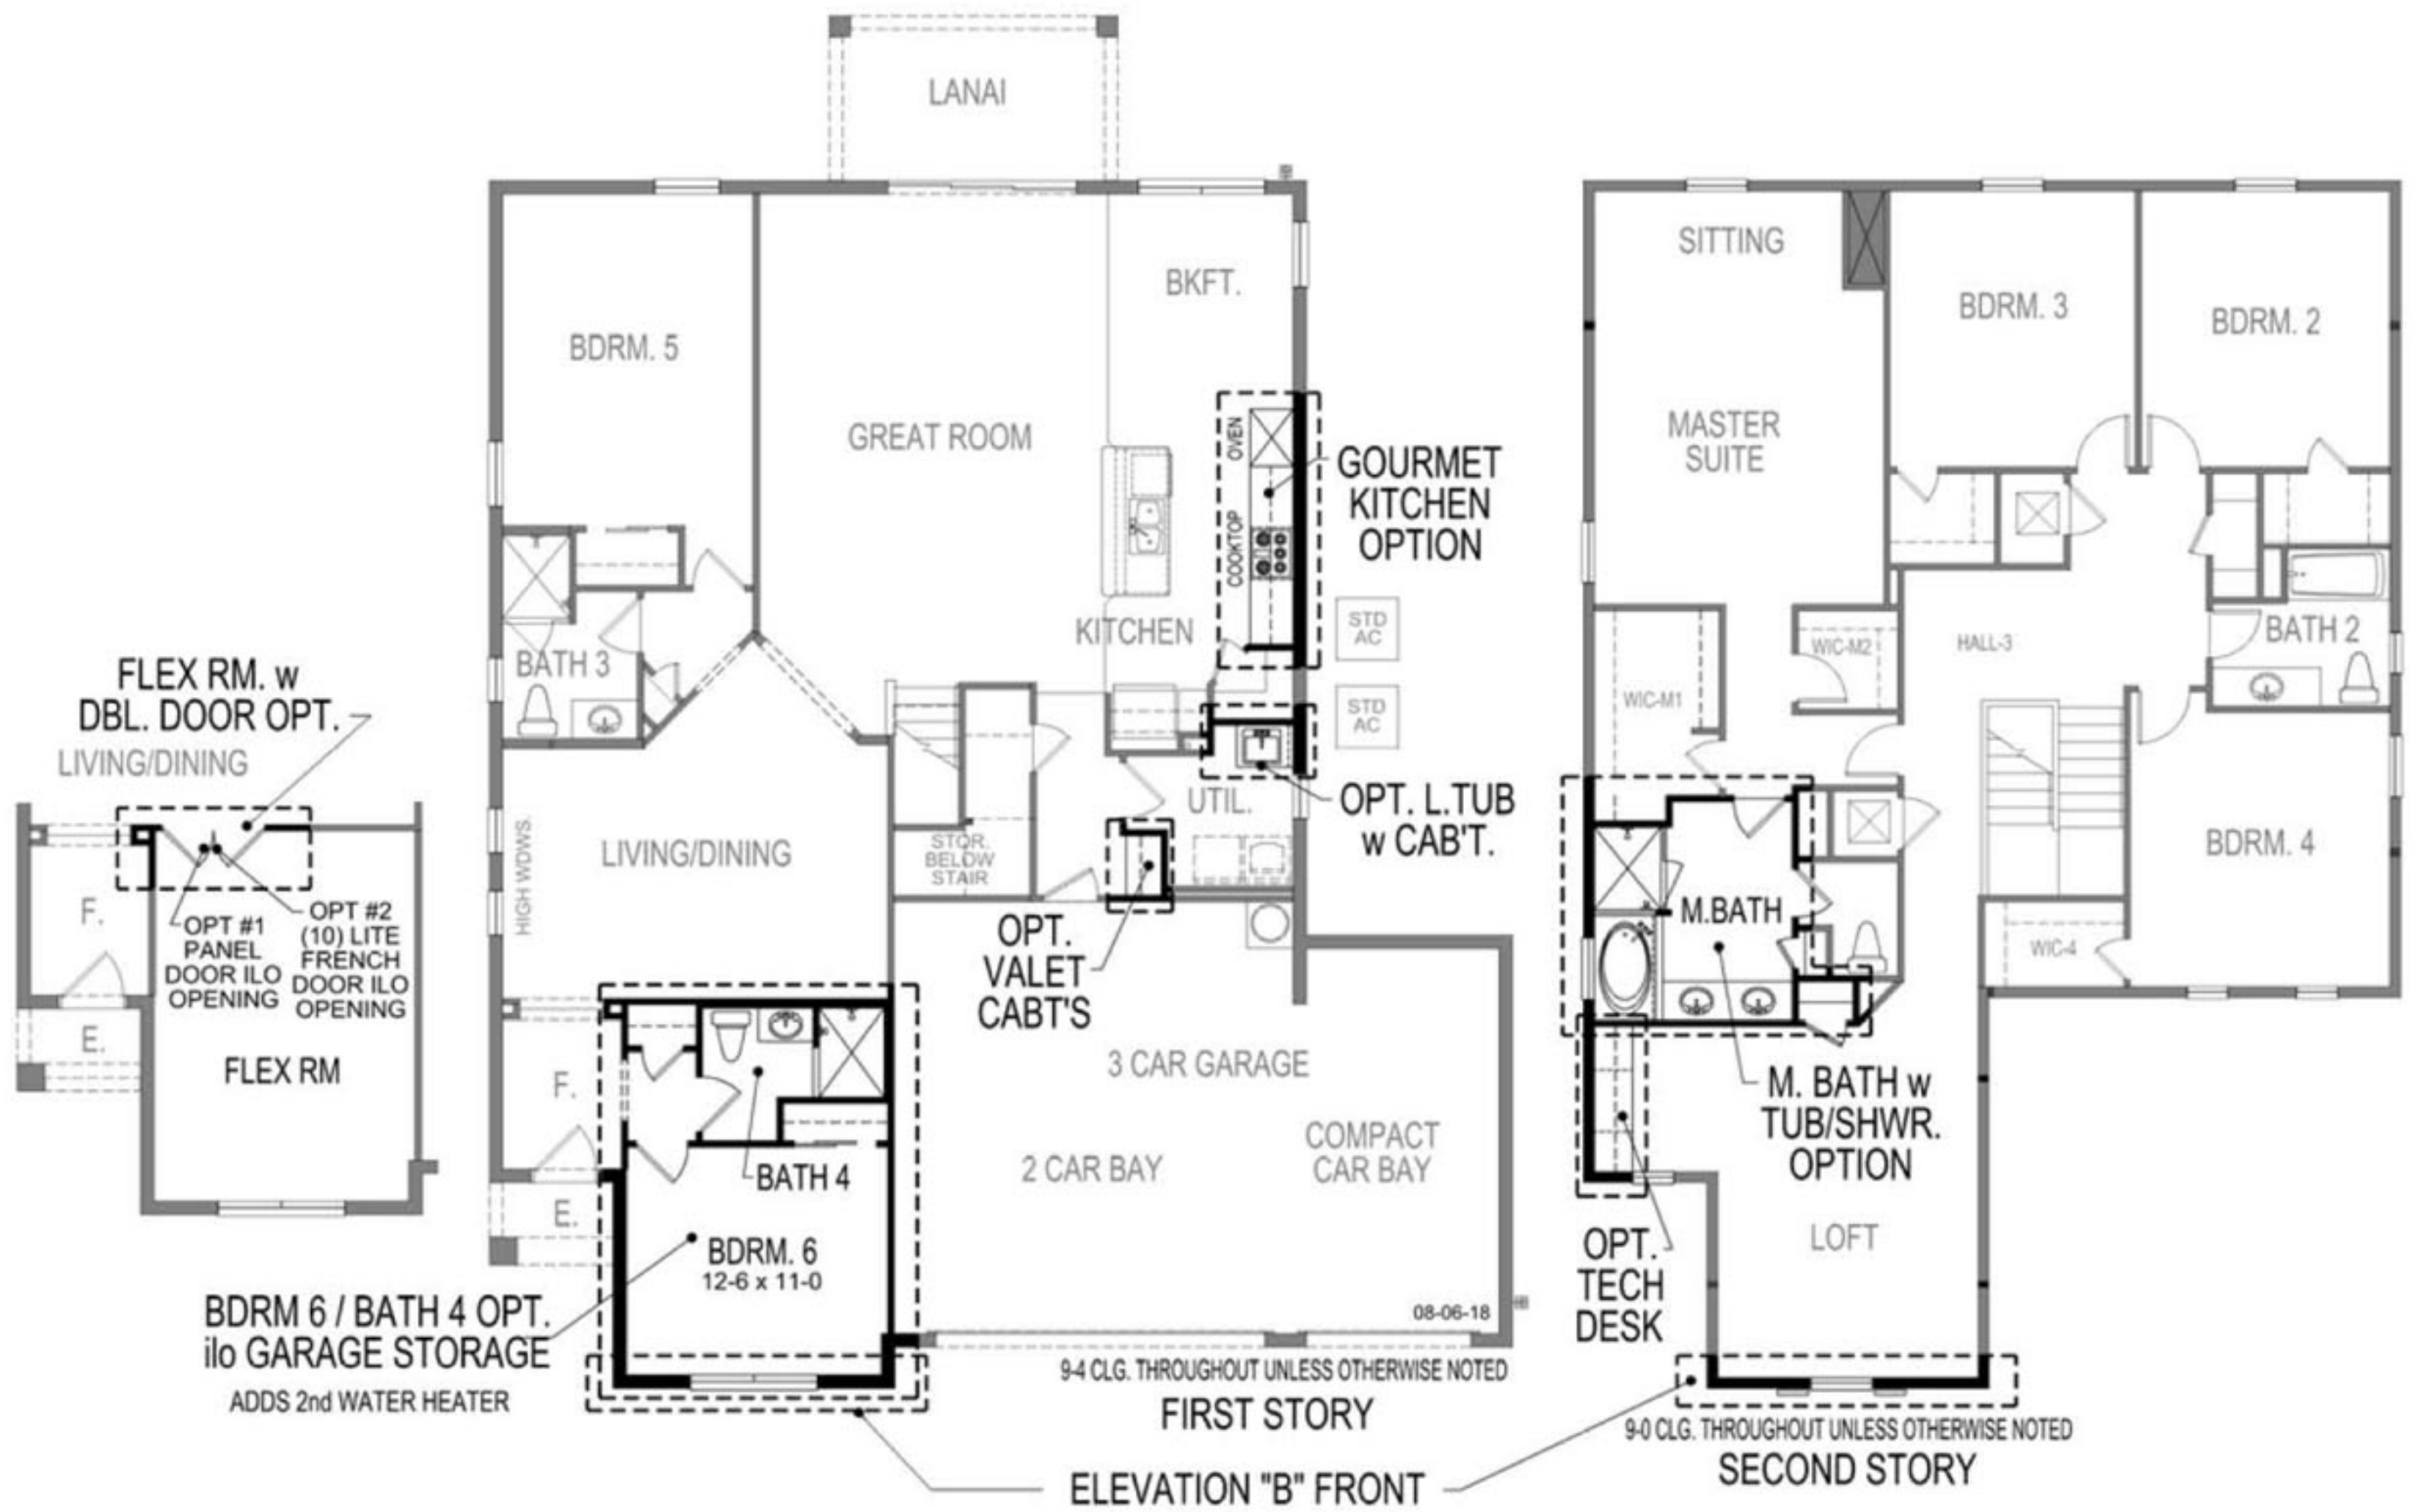 LANAI
BDRM. 5
GREAT ROOM
BKFT.
OVEN
COOKTOP
GOURMET
KITCHEN
OPTION
KITCHEN
STD
AC
STD
AC
BATH 3
OPT. L.TUB
w CAB'T.
UTIL.
LIVING/DINING
HIGH WDWS.
STOR.
BELOW
STAIR
OPT.
VALET
CABT'S
FLEX RM. w
DBL. DOOR OPT.
LIVING/DINING
F.
OPT #1
PANEL
DOOR ILO
OPENING
OPT #2
(10) LITE
FRENCH
DOOR ILO
OPENING
E.
FLEX RM
F.
E.
BATH 4
BDRM. 6
12-6 x 11-0
BDRM 6 / BATH 4 OPT.
ilo GARAGE STORAGE
ADDS 2nd WATER HEATER
3 CAR GARAGE
2 CAR BAY
COMPACT
CAR BAY
08-06-18
9-4 CLG. THROUGHOUT UNLESS OTHERWISE NOTED
FIRST STORY
ELEVATION "B" FRONT
SITTING
MASTER
SUITE
BDRM. 3
BDRM. 2
WIC-M1
WIC-M2
HALL-3
BATH 2
BDRM. 4
M.BATH
WIC-4
M. BATH w
TUB/SHWR.
OPTION
OPT.
TECH
DESK
LOFT
9-0 CLG. THROUGHOUT UNLESS OTHERWISE NOTED
SECOND STORY